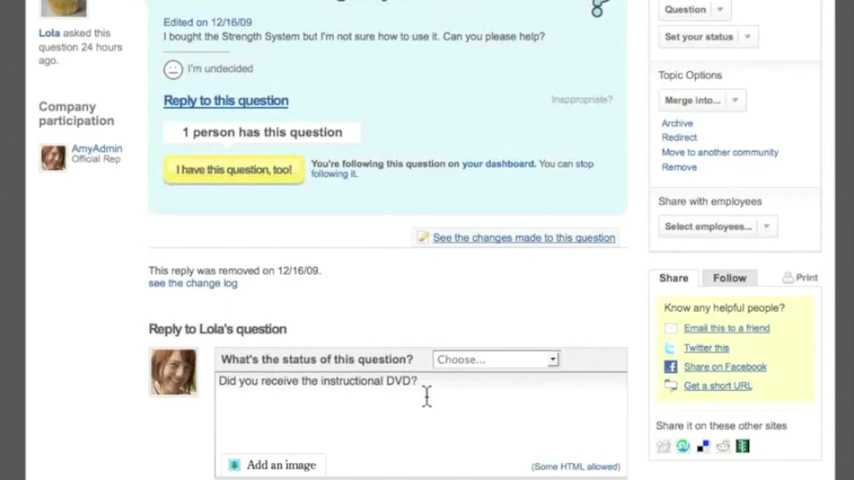 Lola asked this
question 24 hours
ago.
Company
participation
AmyAdmin
Official Rep
Edited on 12/16/09
I bought the Strength System but I'm not sure how to use it. Can you please help?
I'm undecided
Reply to this question
Inappropriate?
1 person has this question
I have this question, too!
You're following this question on your dashboard. You can stop
following it.
See the changes made to this question
This reply was removed on 12/16/09.
see the change log
Reply to Lola's question
What's the status of this question?
Choose...
Did you receive the instructional DVD?
Add an image
(Some HTML allowed)
Question
Set your status
Topic Options
Merge into...
Archive
Redirect
Move to another community
Remove
Share with employees
Select employees...
Share
Follow
Print
Know any helpful people?
Email this to a friend
Twitter this
Share on Facebook
Get a short URL
Share it on these other sites